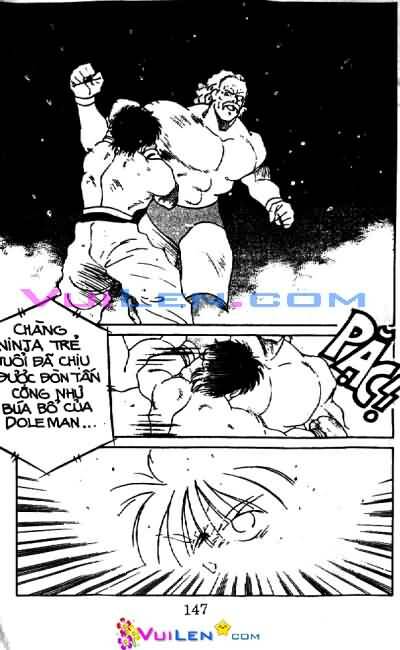 VuiLen.com
CHÀNG
NINJA TRẺ
TUỔI ĐÃ CHỊU
ĐƯỢC ĐÒN TẤN
CÔNG NHƯ
BÚA BỔ CỦA
DOLEMAN...
PẶC!!
147
VuiLen.com